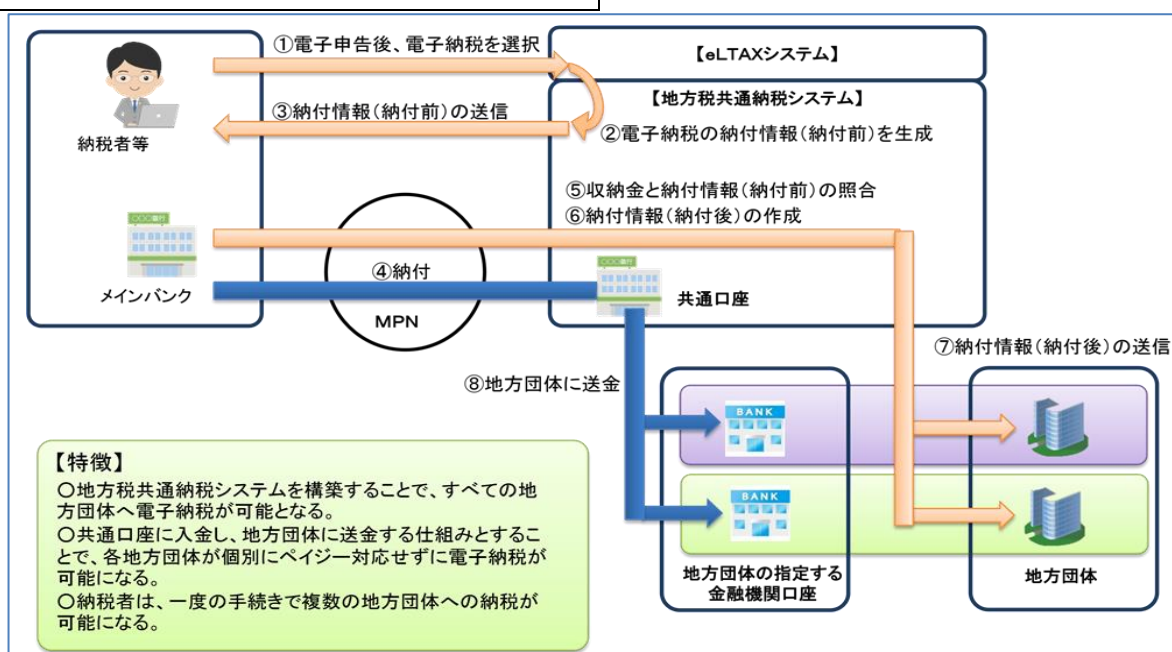 ①電子申告後、電子納税を選択
【eLTAXシステム】
【地方税共通納税システム】
③納付情報(納付前)の送信
②電子納税の納付情報(納付前)を生成
納税者等
⑤収納金と納付情報(納付前)の照合
⑥納付情報(納付後)の作成
〇〇〇銀行
④納付
〇〇〇銀行
メインバンク
共通口座
MPN
⑦納付情報(納付後)の送信
⑧地方団体に送金
BANK
BANK
地方団体の指定する
金融機関口座
地方団体
【特徴】
〇地方税共通納税システムを構築することで、すべての地
方団体へ電子納税が可能となる。
〇共通口座に入金し、地方団体に送金する仕組みとするこ
とで、各地方団体が個別にペイジー対応せずに電子納税が
可能になる。
〇納税者は、一度の手続きで複数の地方団体への納税が
可能になる。